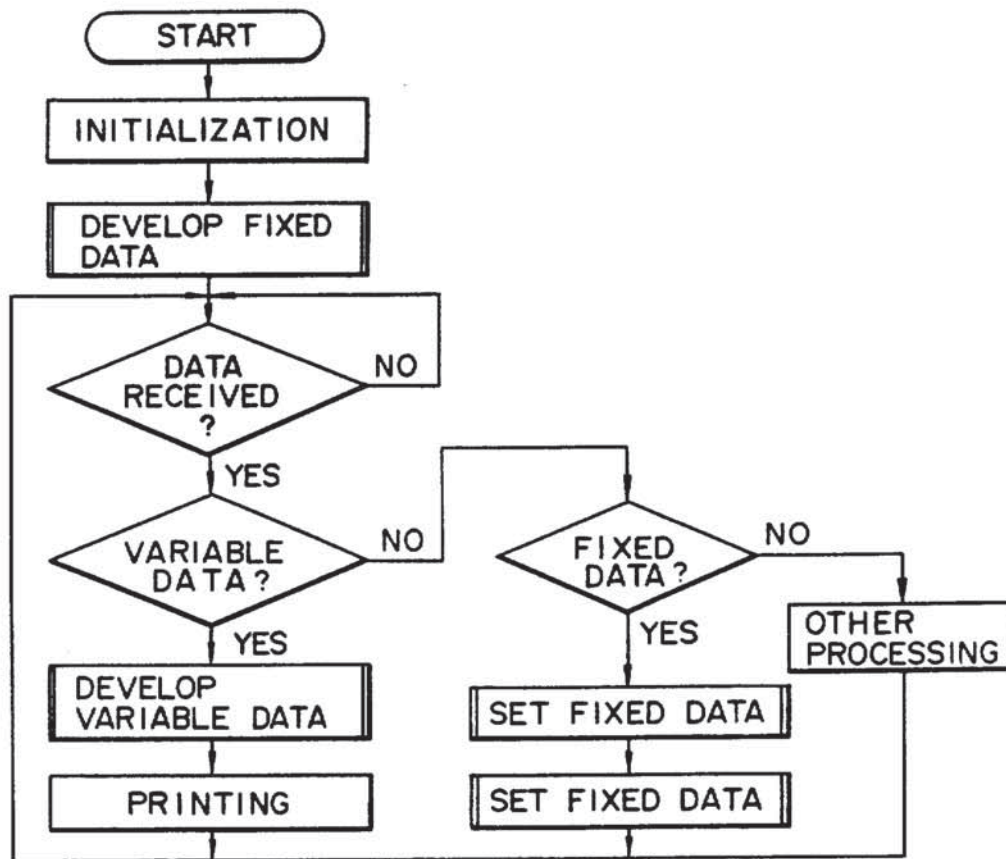 START
INITIALIZATION
DEVELOP FIXED
DATA
DATA
RECEIVED
?
NO
YES
VARIABLE
DATA?
NO
YES
FIXED
DATA?
NO
YES
OTHER
PROCESSING
DEVELOP
VARIABLE DATA
SET FIXED DATA
PRINTING
SET FIXED DATA